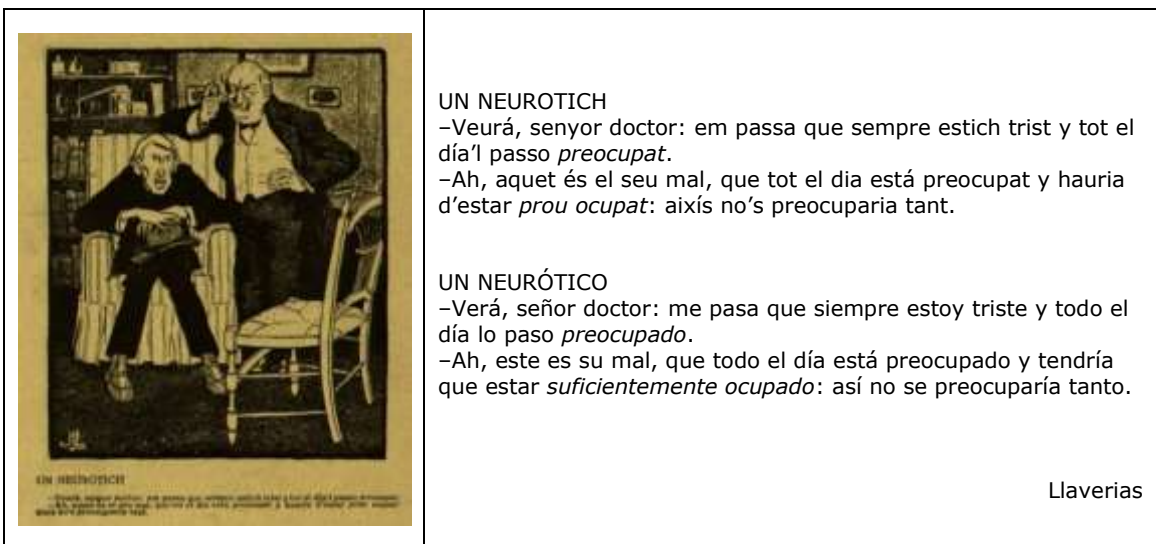 UN NEUROTICH
–Veurá, senyor doctor: em passa que sempre estich trist y tot el
día'l passo preocupat.
–Ah, aquet és el seu mal, que tot el dia está preocupat y hauria
d'estar prou ocupat: aixís no's preocuparia tant.
UN NEURÓTICO
–Verá, señor doctor: me pasa que siempre estoy triste y todo el
día lo paso preocupado.
–Ah, este es su mal, que todo el día está preocupado y tendría
que estar suficientemente ocupado: así no se preocuparía tanto.
Llaverias
UN NEUROTICH